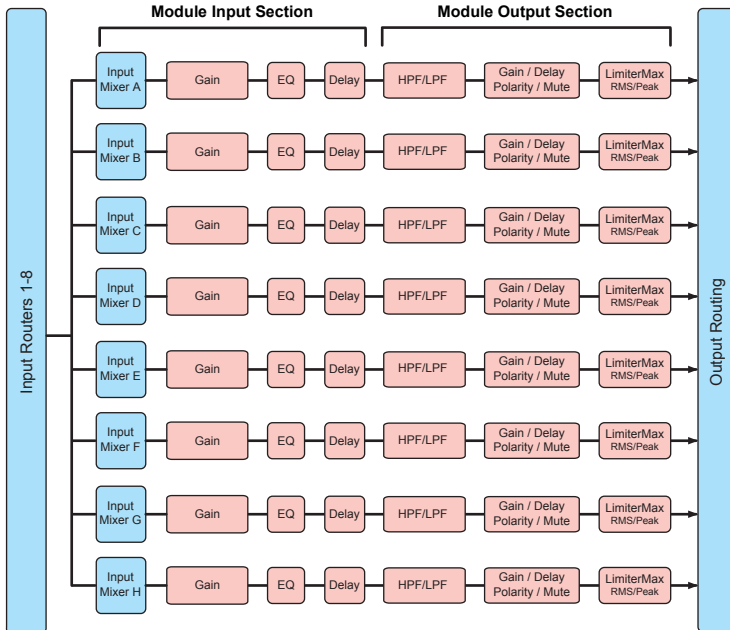 Module Input Section
Module Output Section
Input Routers 1-8
Input
Mixer A
Gain
EQ
Delay
HPF/LPF
Gain / Delay
Polarity / Mute
LimiterMax
RMS/Peak
Input
Mixer B
Gain
EQ
Delay
HPF/LPF
Gain / Delay
Polarity / Mute
LimiterMax
RMS/Peak
Input
Mixer C
Gain
EQ
Delay
HPF/LPF
Gain / Delay
Polarity / Mute
LimiterMax
RMS/Peak
Input
Mixer D
Gain
EQ
Delay
HPF/LPF
Gain / Delay
Polarity / Mute
LimiterMax
RMS/Peak
Input
Mixer E
Gain
EQ
Delay
HPF/LPF
Gain / Delay
Polarity / Mute
LimiterMax
RMS/Peak
Input
Mixer F
Gain
EQ
Delay
HPF/LPF
Gain / Delay
Polarity / Mute
LimiterMax
RMS/Peak
Input
Mixer G
Gain
EQ
Delay
HPF/LPF
Gain / Delay
Polarity / Mute
LimiterMax
RMS/Peak
Input
Mixer H
Gain
EQ
Delay
HPF/LPF
Gain / Delay
Polarity / Mute
LimiterMax
RMS/Peak
Output Routing